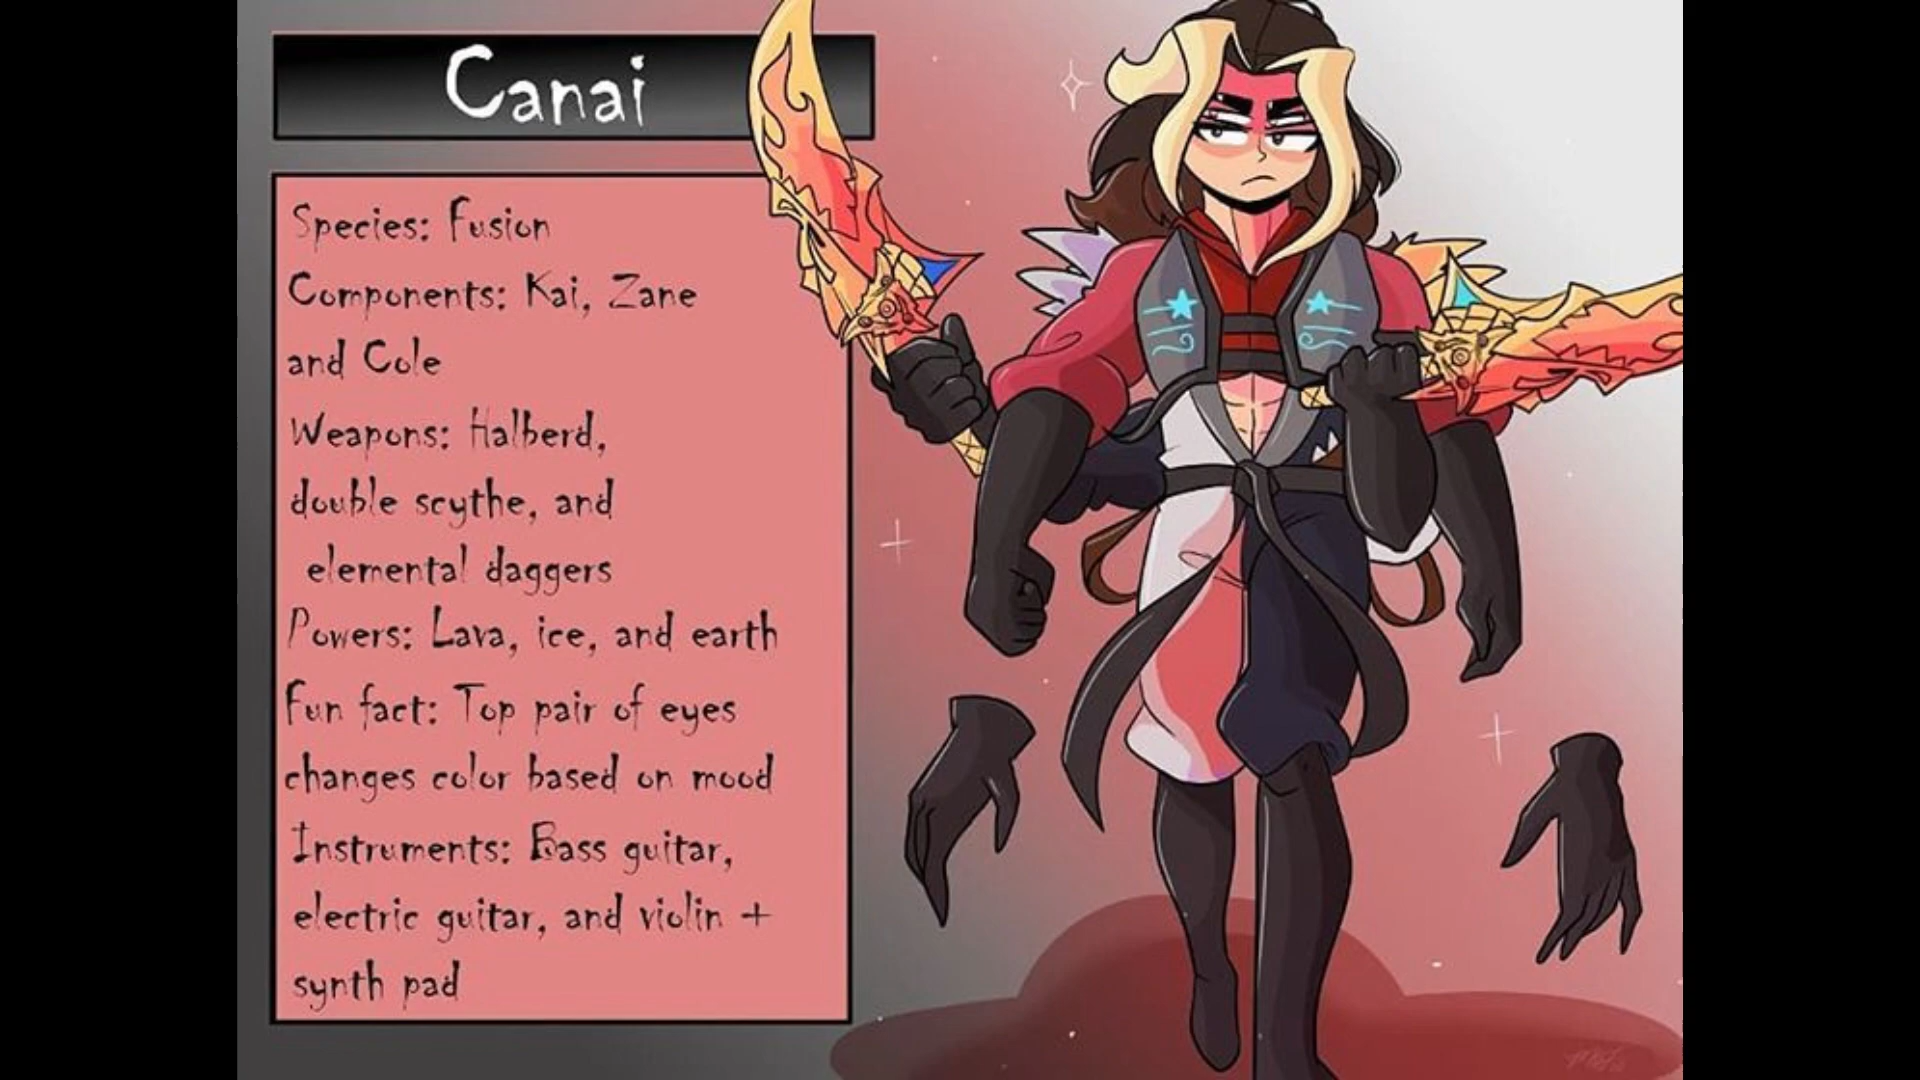 Canai
Species: Fusion
Components: Kai, Zane
and Cole
Weapons: Halberd,
double scythe, and
elemental daggers
Powers: Lava, ice, and earth
Fun fact: Top pair of eyes
changes color based on mood
Instruments: Bass guitar,
electric guitar, and violin +
synth pad